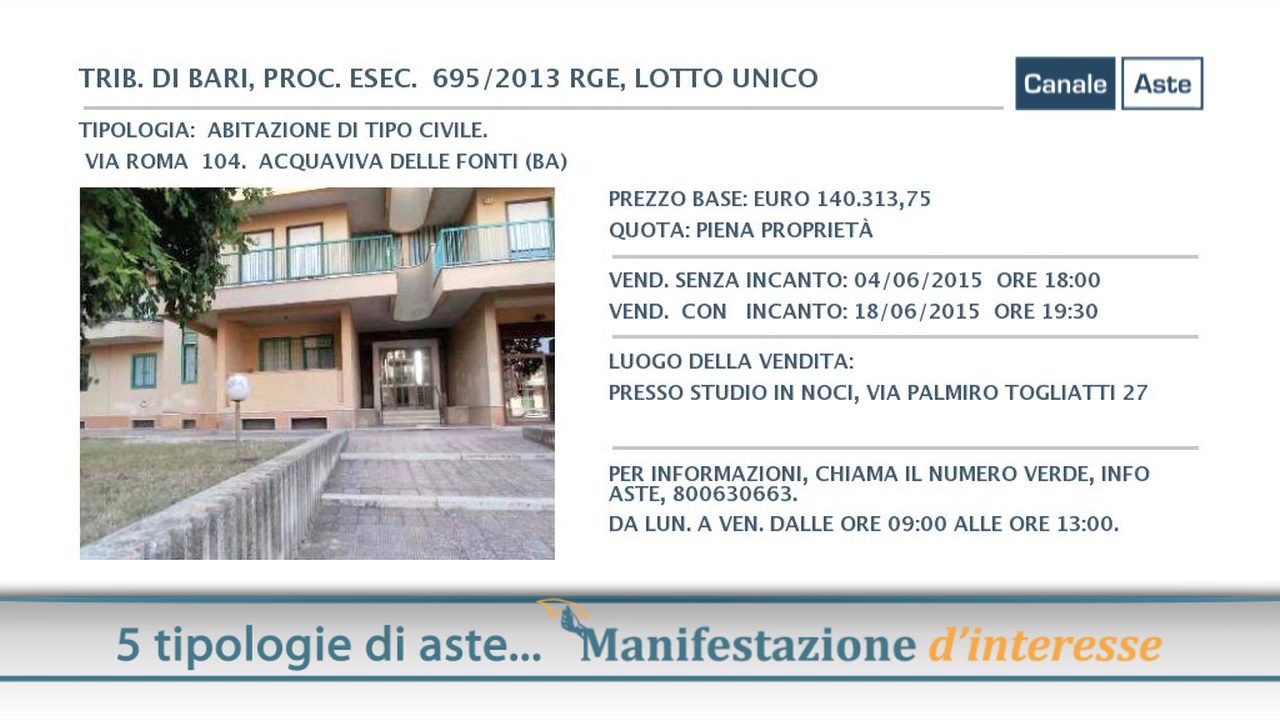 TRIB. DI BARI, PROC. ESEC. 695/2013 RGE, LOTTO UNICO
Canale Aste
TIPOLOGIA: ABITAZIONE DI TIPO CIVILE.
VIA ROMA 104. ACQUAVIVA DELLE FONTI (BA)
PREZZO BASE: EURO 140.313,75
QUOTA: PIENA PROPRIETÀ
VEND. SENZA INCANTO: 04/06/2015 ORE 18:00
VEND. CON INCANTO: 18/06/2015 ORE 19:30
LUOGO DELLA VENDITA:
PRESSO STUDIO IN NOCI, VIA PALMIRO TOGLIATTI 27
PER INFORMAZIONI, CHIAMA IL NUMERO VERDE, INFO
ASTE, 800630663.
DA LUN. A VEN. DALLE ORE 09:00 ALLE ORE 13:00.
5 tipologie di aste... Manifestazione d'interesse